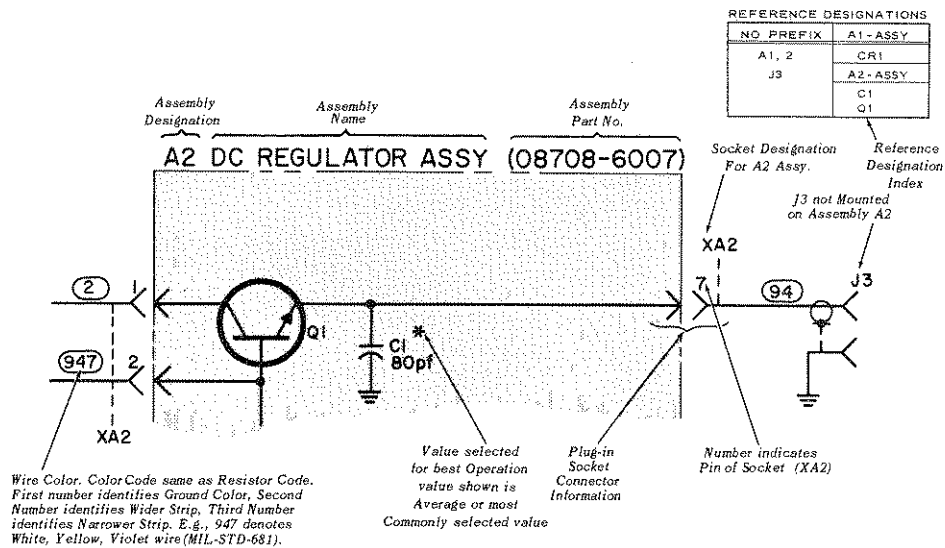 REFERENCE DESIGNATIONS
NO PREFIX
A1-ASSY
A1, 2
J3
CR1
A2-ASSY
C1
Q1
Assembly
Designation
Assembly
Name
Assembly
Part No.
A2 DC REGULATOR ASSY (08708-6007)
Socket Designation
For A2 Assy.
Reference
Designation
Index
J3 not Mounted
on Assembly A2
XA2
2
1
7
94
J3
Q1
C1
80pf
*
947
2
XA2
Wire Color. Color Code same as Resistor Code.
First number identifies Ground Color, Second
Number identifies Wider Strip, Third Number
identifies Narrower Strip. E.g., 947 denotes
White, Yellow, Violet wire (MIL-STD-681).
Value selected
for best Operation
value shown is
Average or most
Commonly selected value
Plug-in
Socket
Connector
Information
Number indicates
Pin of Socket (XA2)